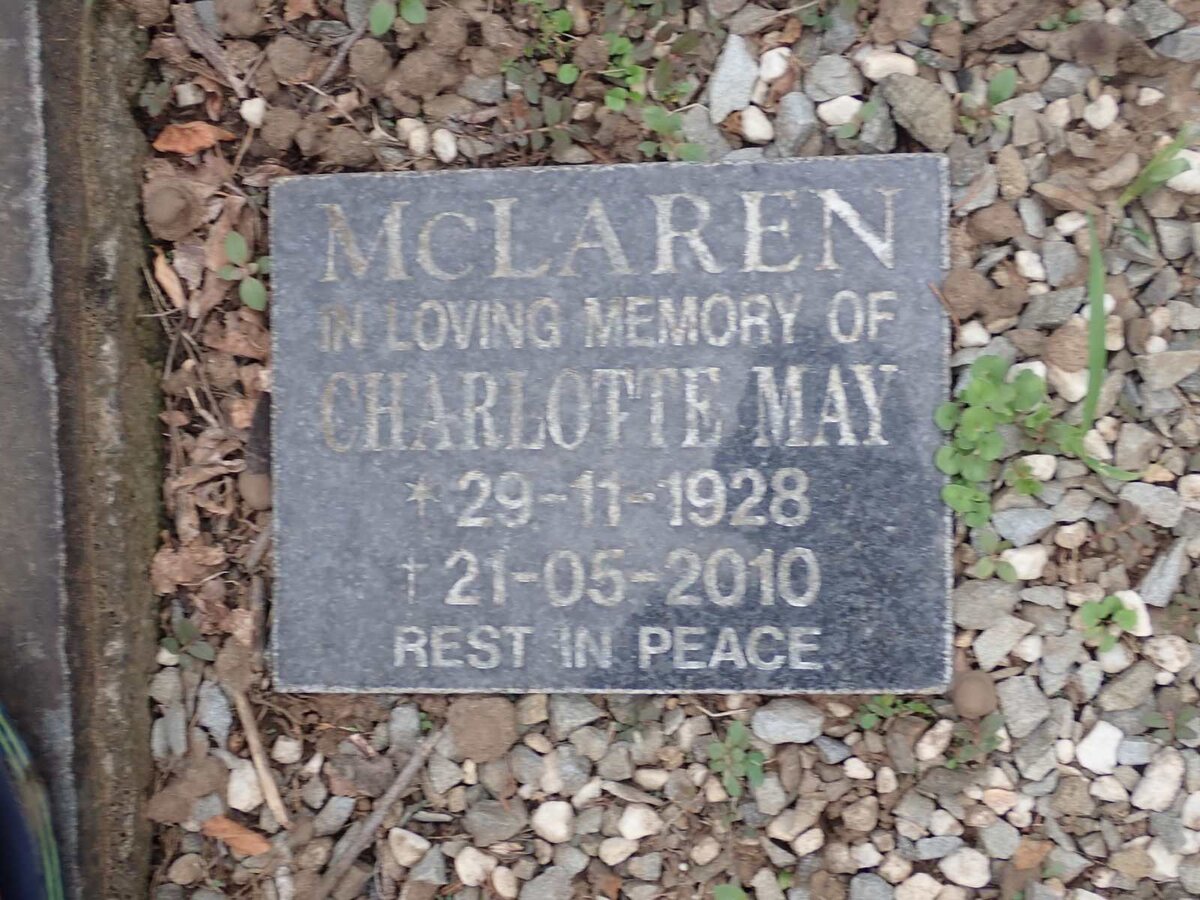 McLAREN
IN LOVING MEMORY OF
CHARLOTTE MAY
* 29-11-1928
† 21-05-2010
REST IN PEACE